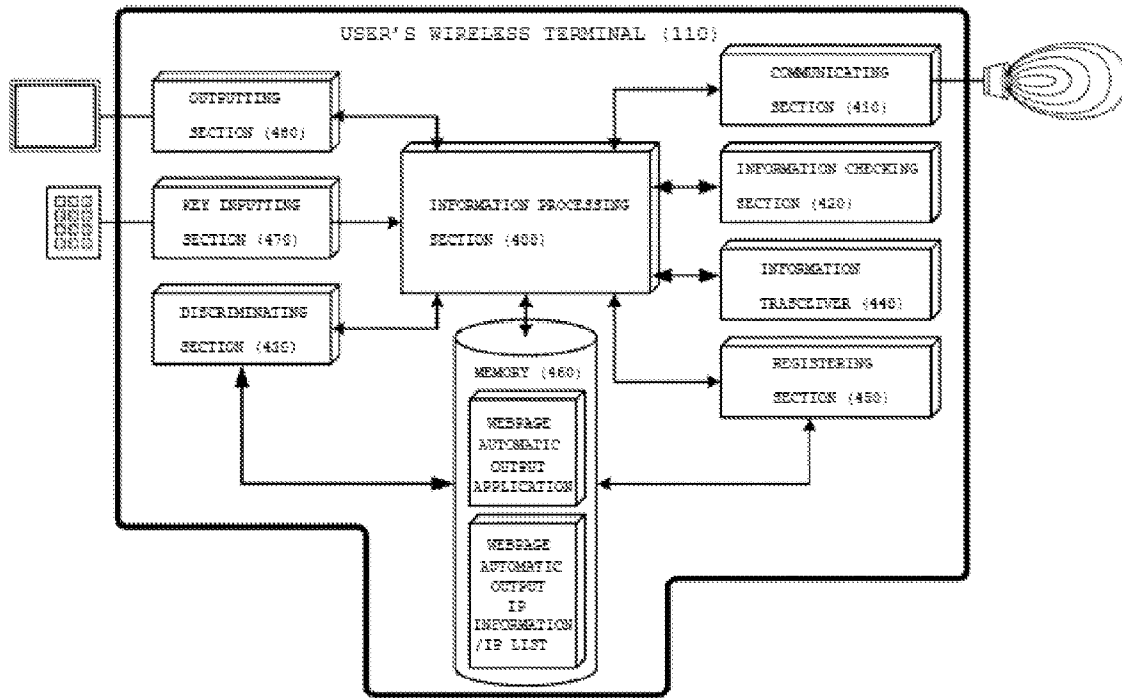 USER'S WIRELESS TERMINAL (110)
OUTPUTTING
SECTION (480)
COMMUNICATING
SECTION (410)
KEY INPUTTING
SECTION (470)
INFORMATION PROCESSING
SECTION (400)
INFORMATION CHECKING
SECTION (420)
DISCRIMINATING
SECTION (430)
INFORMATION
TRASCEIVER (440)
MEMORY (460)
REGISTERING
SECTION (450)
WEBPAGE
AUTOMATIC
OUTPUT
APPLICATION
WEBPAGE
AUTOMATIC
OUTPUT
IP
INFORMATION
/IP LIST